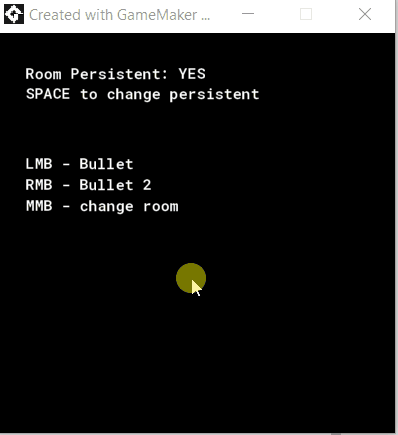 Created with GameMaker ...
Room Persistent: YES
SPACE to change persistent
LMB - Bullet
RMB - Bullet 2
MMB - change room